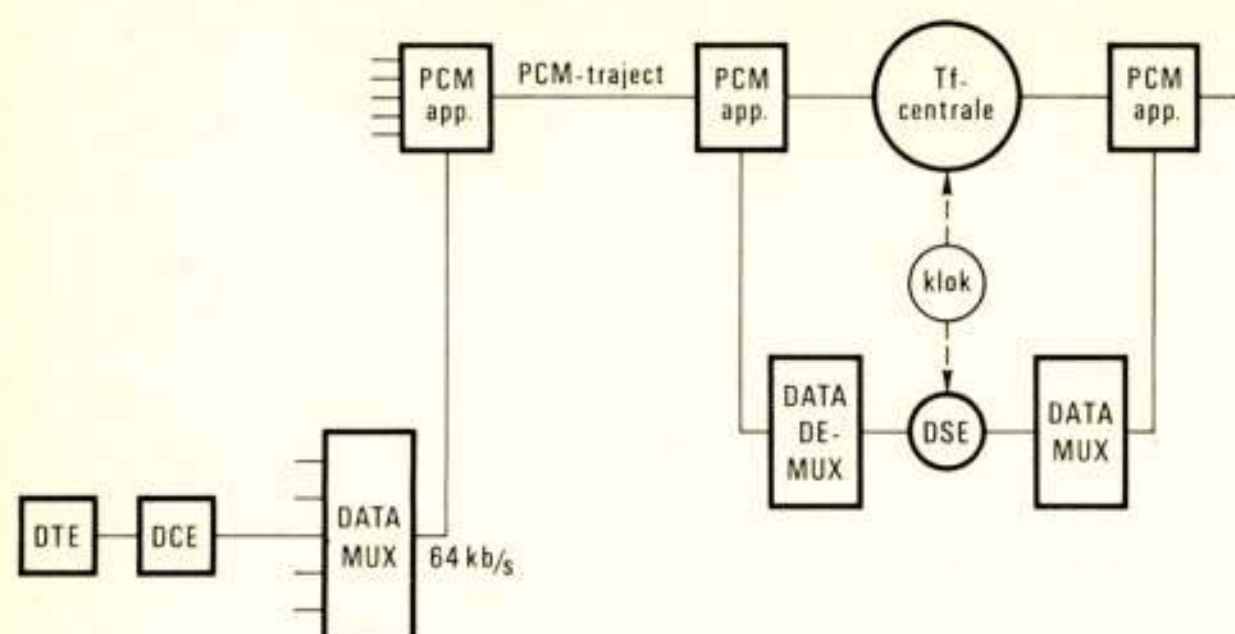 PCM
app.
PCM-traject
PCM
app.
Tf-
centrale
PCM
app.
klok
DATA
DE-
MUX
DSE
DATA
MUX
DTE
DCE
DATA
MUX
64 kb/s